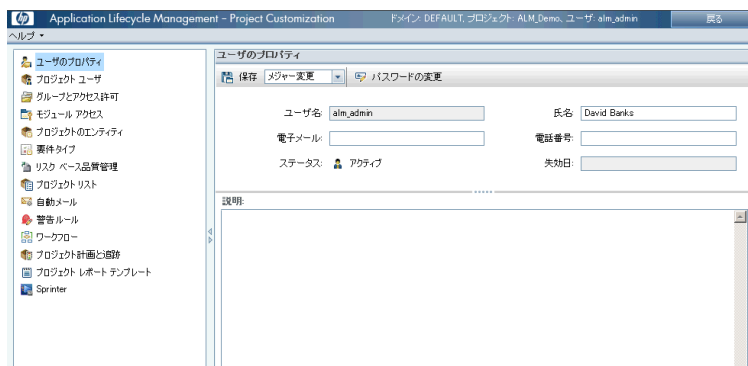 hp Application Lifecycle Management - Project Customization ドメイン: DEFAULT, プロジェクト: ALM_Demo、ユーザ: alm_admin 戻る
ヘルプ
ユーザのプロパティ
プロジェクト ユーザ
グループとアクセス許可
モジュール アクセス
プロジェクトのエンティティ
要件タイプ
リスク ベース品質管理
プロジェクト リスト
自動メール
警告ルール
ワークフロー
プロジェクト計画と追跡
プロジェクト レポート テンプレート
Sprinter
ユーザのプロパティ
保存 メジャー変更 パスワードの変更
ユーザ名: alm_admin 氏名: David Banks
電子メール: 電話番号:
ステータス: アクティブ 失効日:
説明: